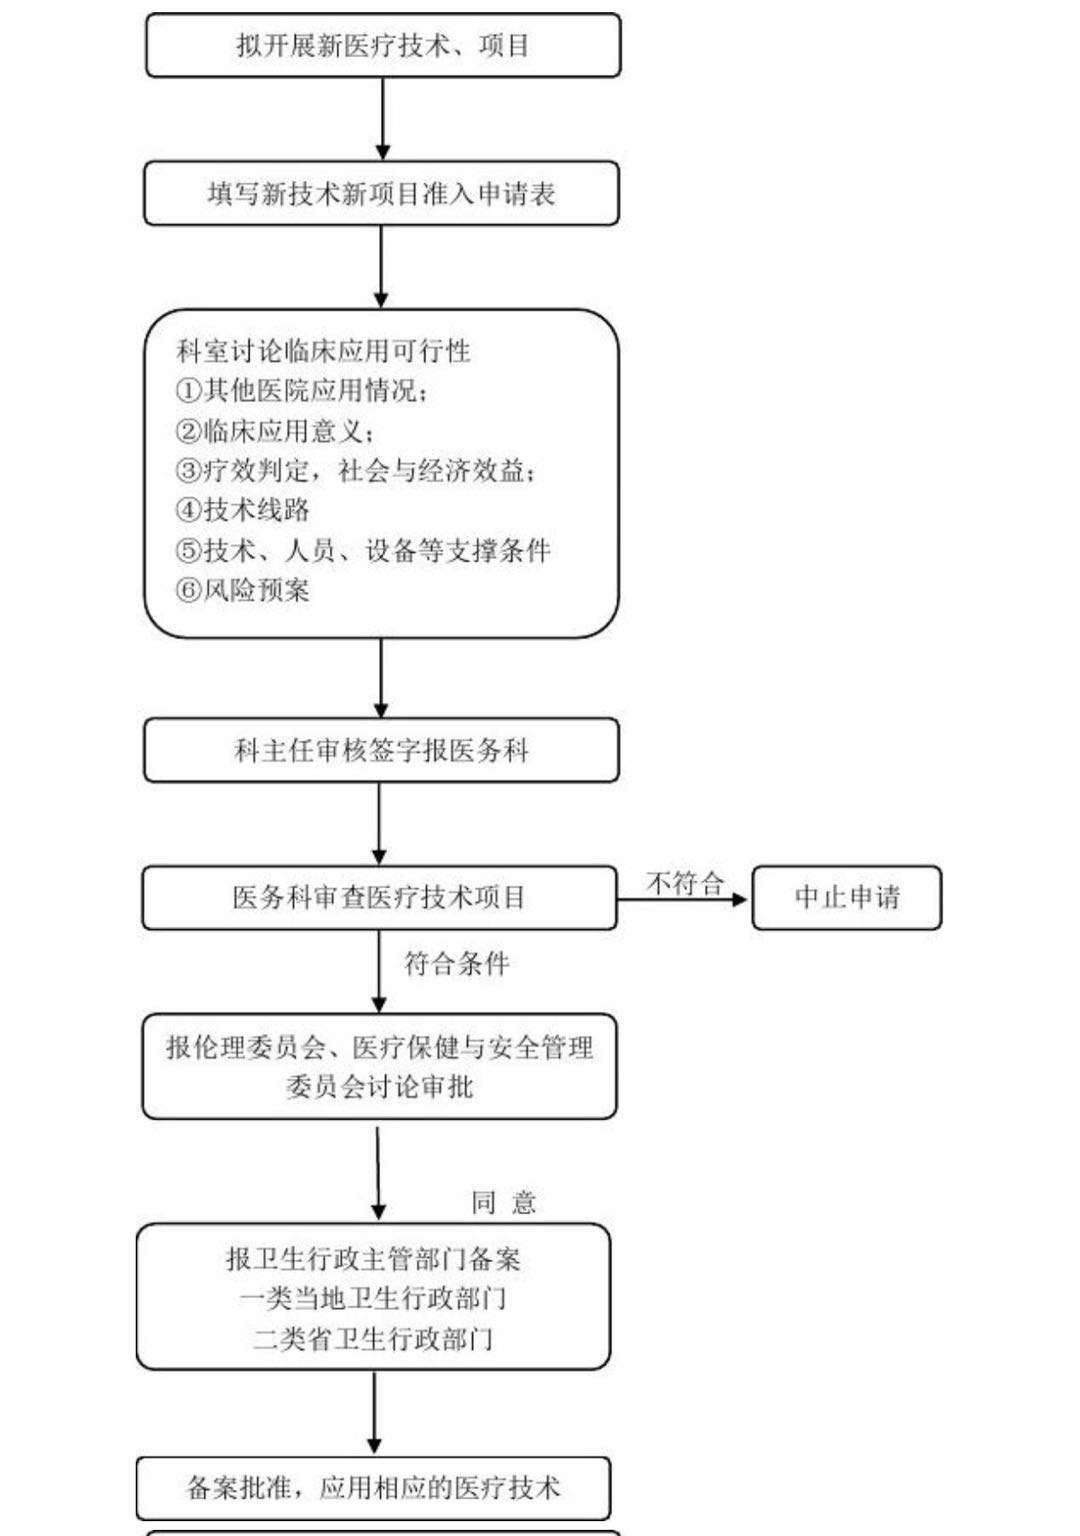 拟开展新医疗技术、项目
填写新技术新项目准入申请表
科室讨论临床应用可行性
①其他医院应用情况；
②临床应用意义；
③疗效判定，社会与经济效益；
④技术线路
⑤技术、人员、设备等支撑条件
⑥风险预案
科主任审核签字报医务科
医务科审查医疗技术项目
不符合
中止申请
符合条件
报伦理委员会、医疗保健与安全管理
委员会讨论审批
同 意
报卫生行政主管部门备案
一类当地卫生行政部门
二类省卫生行政部门
备案批准，应用相应的医疗技术